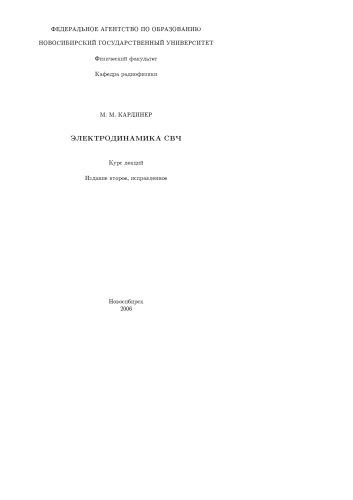 ФЕДЕРАЛЬНОЕ АГЕНТСТВО ПО ОБРАЗОВАНИЮ
НОВОСИБИРСКИЙ ГОСУДАРСТВЕННЫЙ УНИВЕРСИТЕТ
Физический факультет
Кафедра радиофизики
М. М. КАРЛИНЕР
ЭЛЕКТРОДИНАМИКА СВЧ
Курс лекций
Издание второе, исправленное
Новосибирск
2006